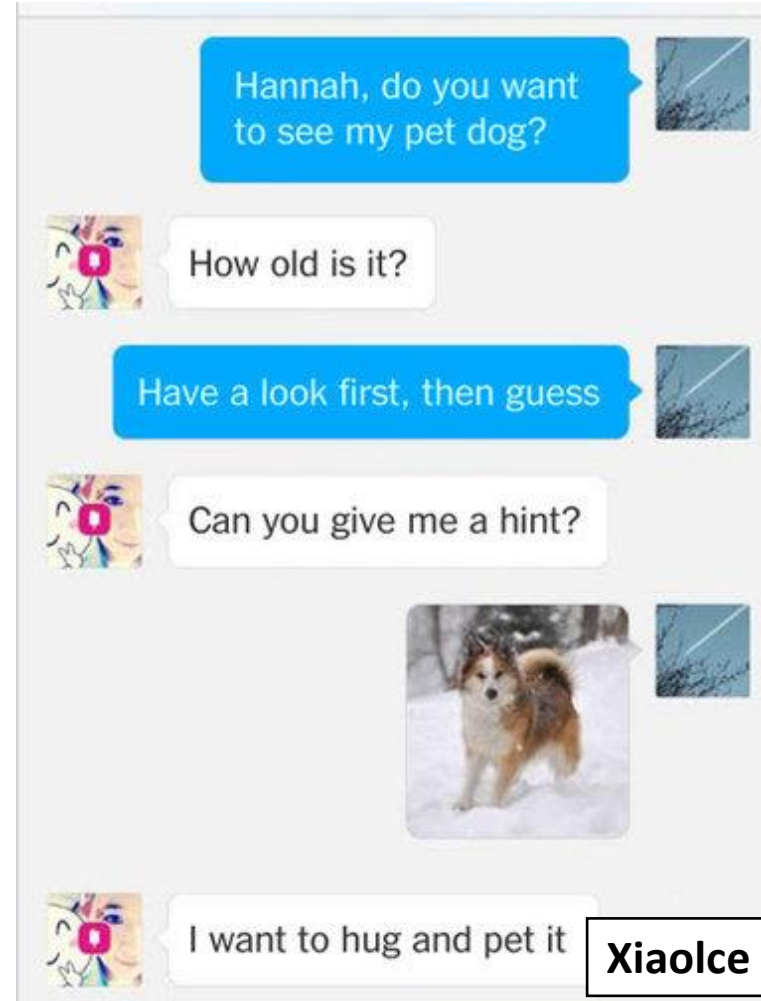 Hannah, do you want
to see my pet dog?
How old is it?
Have a look first, then guess
Can you give me a hint?
I want to hug and pet it
XiaoIce